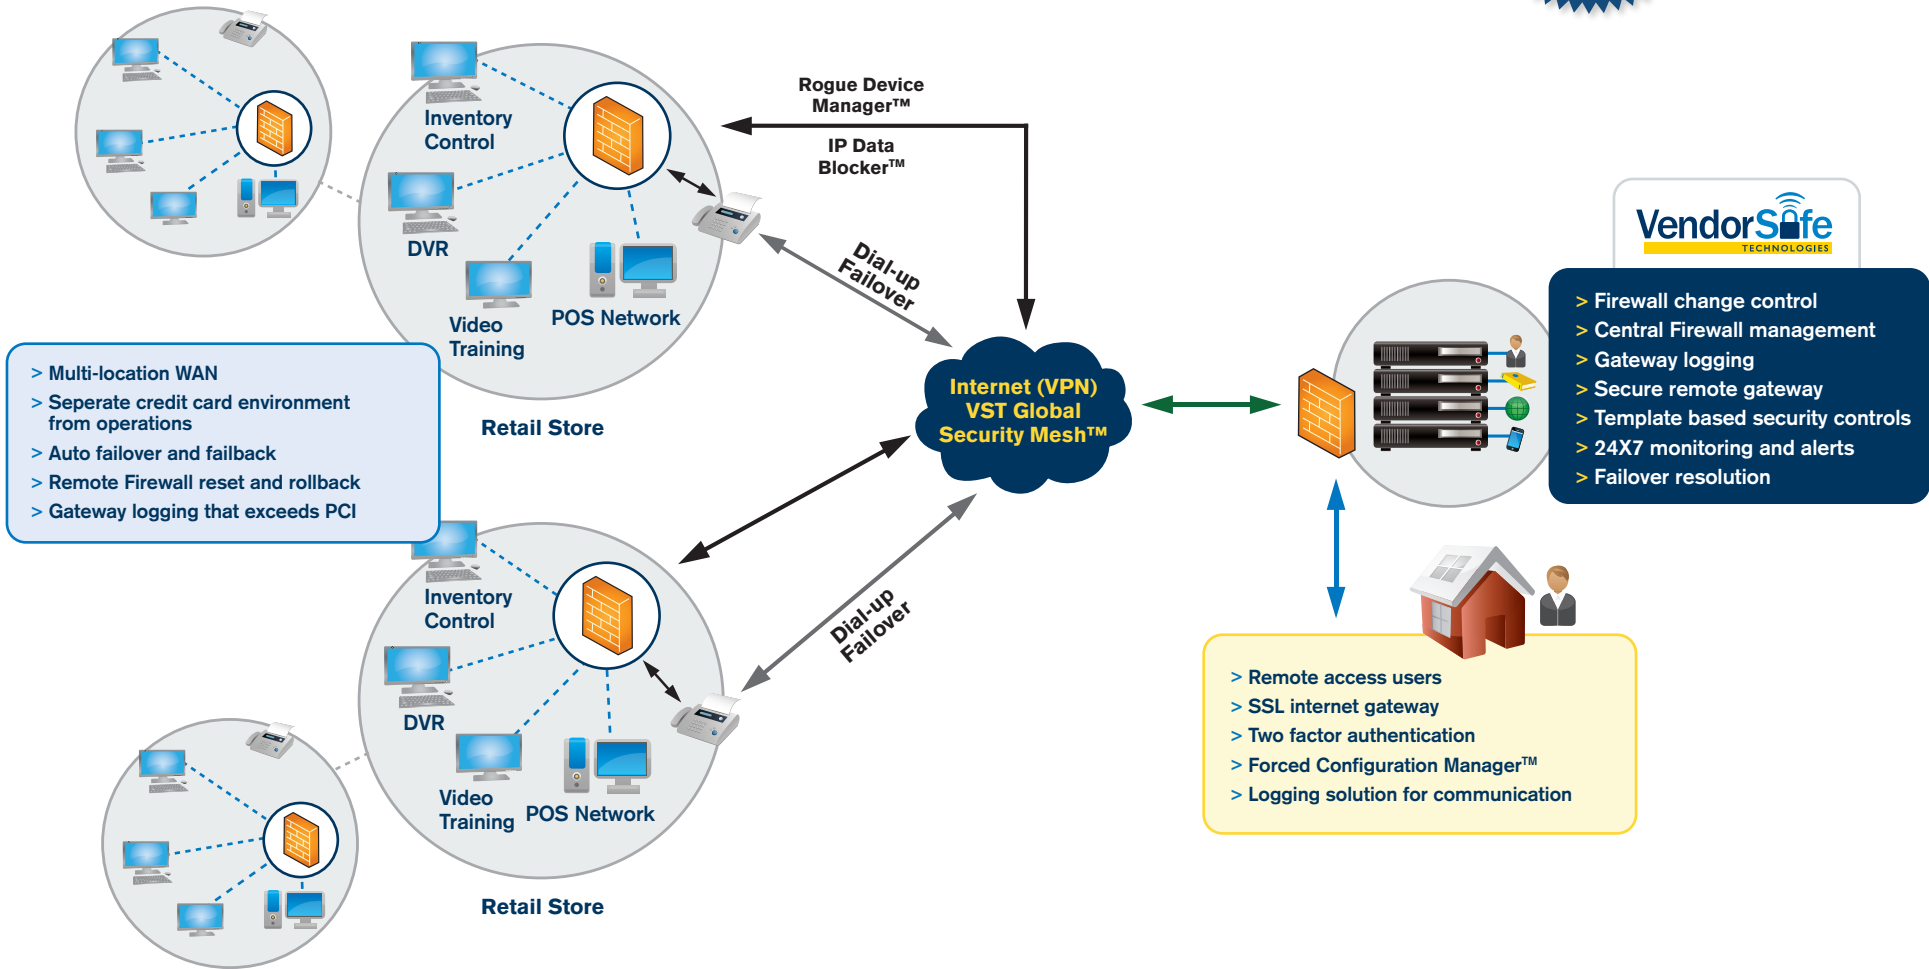 Inventory
Control
DVR
Video
Training
POS Network
Retail Store
Rogue Device
Manager™
IP Data
Blocker™
Dial-up
Failover
> Multi-location WAN
> Seperate credit card environment
from operations
> Auto failover and failback
> Remote Firewall reset and rollback
> Gateway logging that exceeds PCI
Internet (VPN)
VST Global
Security Mesh™
VendorSafe
TECHNOLOGIES
> Firewall change control
> Central Firewall management
> Gateway logging
> Secure remote gateway
> Template based security controls
> 24X7 monitoring and alerts
> Failover resolution
Inventory
Control
DVR
Video
Training
POS Network
Retail Store
Dial-up
Failover
> Remote access users
> SSL internet gateway
> Two factor authentication
> Forced Configuration Manager™
> Logging solution for communication